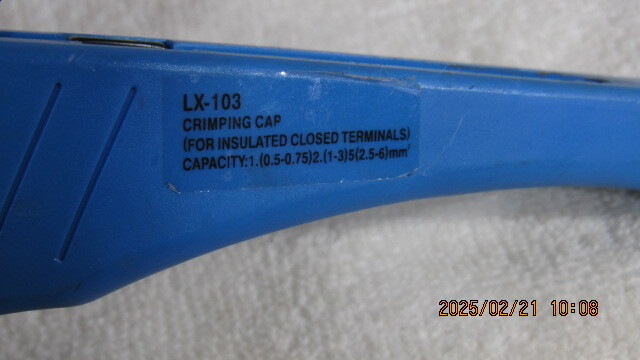 LX-103
CRIMPING CAP
(FOR INSULATED CLOSED TERMINALS)
CAPACITY:1.(0.5-0.75)2.(1-3)5(2.5-6)mm²
2025/02/21 10:08